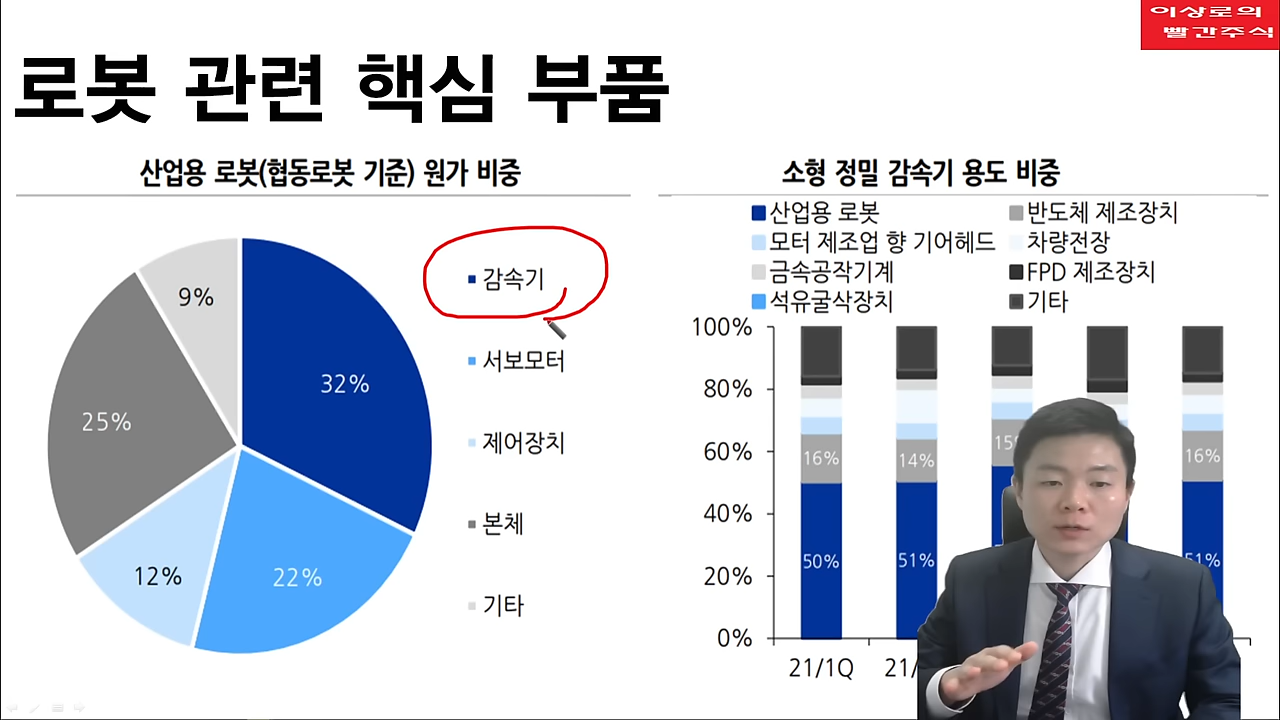 이상로의
빨간주식
로봇 관련 핵심 부품
산업용 로봇(협동로봇 기준) 원가 비중
32%
22%
12%
25%
9%
감속기
서보모터
제어장치
본체
기타
소형 정밀 감속기 용도 비중
산업용 로봇
반도체 제조장치
모터 제조업 향 기어헤드
차량전장
금속공작기계
FPD 제조장치
석유굴삭장치
기타
100%
80%
60%
40%
20%
0%
16%
14%
16%
50%
51%
51%
21/1Q